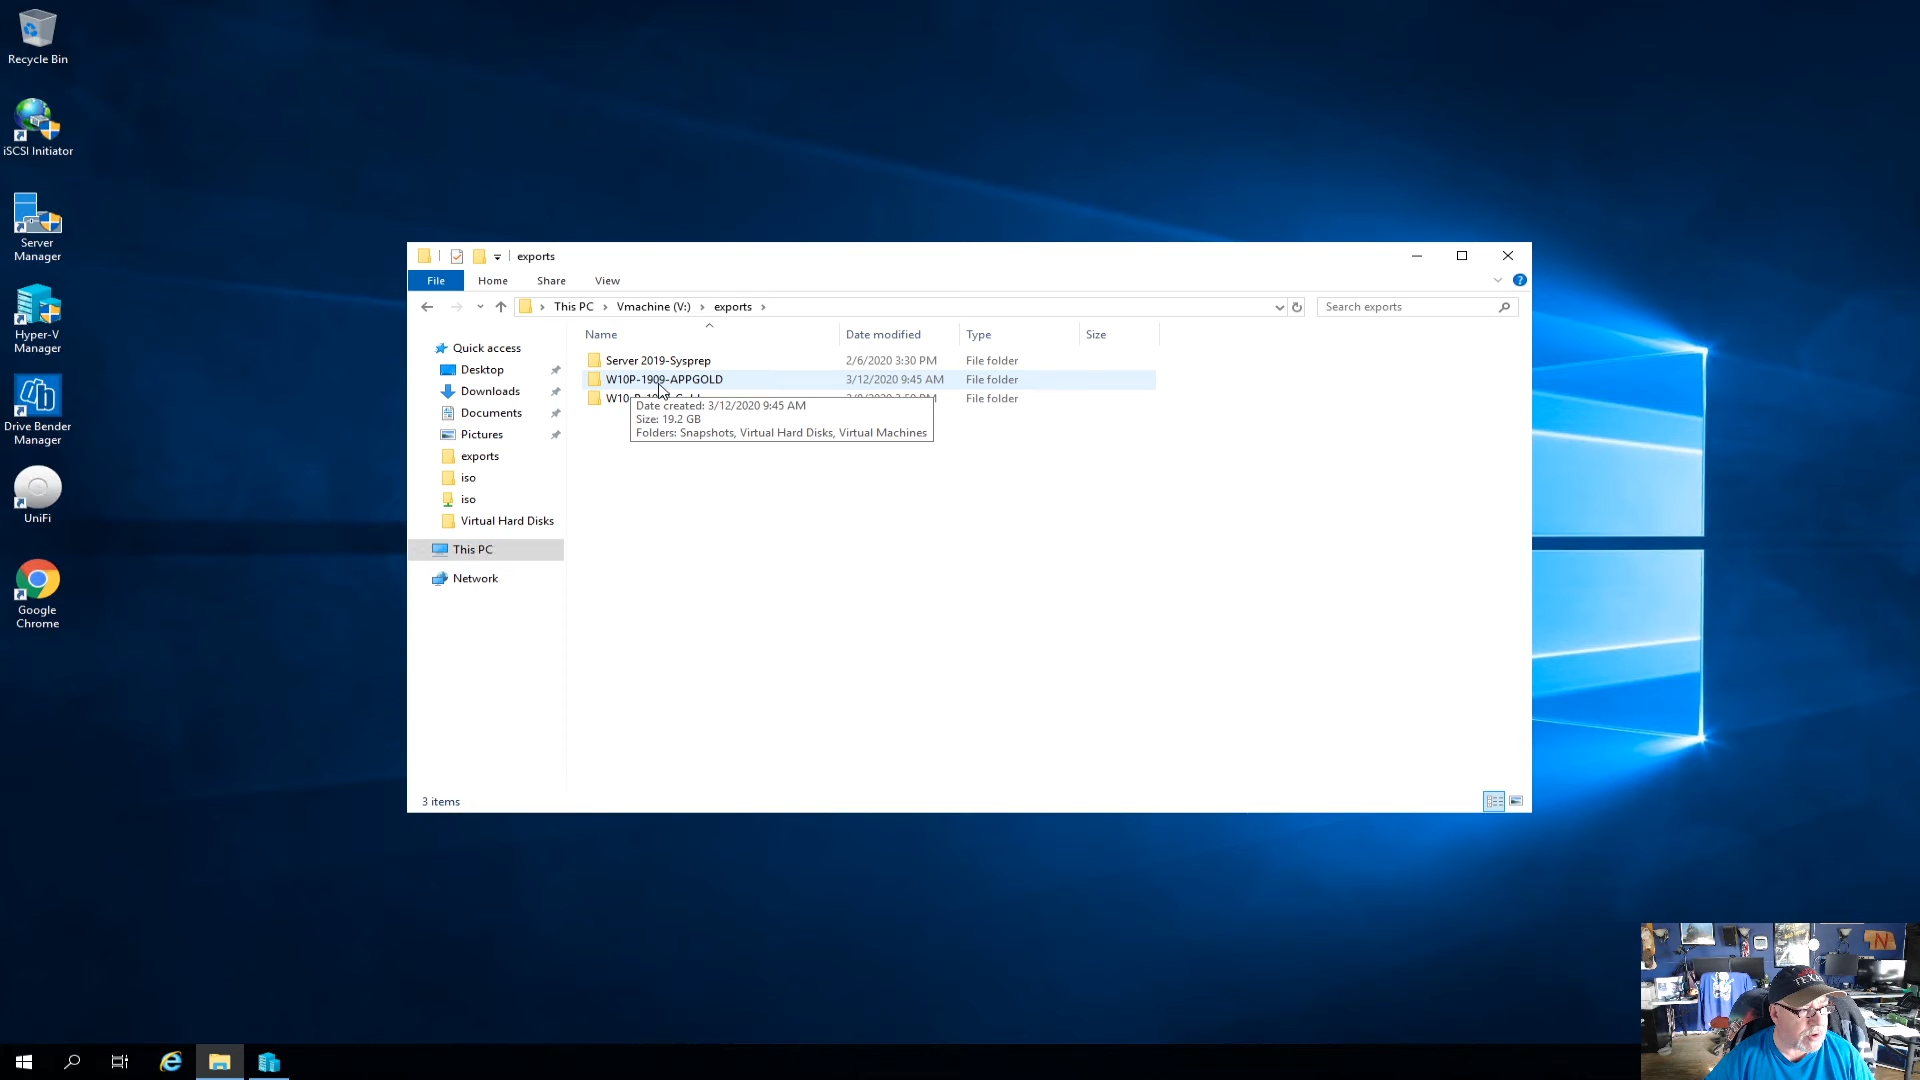 Recycle Bin
iSCSI Initiator
Server
Manager
Hyper-V
Manager
Drive Bender
Manager
UniFi
Google
Chrome
exports
File
Home
Share
View
This PC
Vmachine (V:)
exports
Search exports
Name
Date modified
Type
Size
Quick access
Desktop
Downloads
Documents
Pictures
exports
iso
iso
Virtual Hard Disks
This PC
Network
Server 2019-Sysprep
2/6/2020 3:30 PM
File folder
W10P-1909-APPGOLD
3/12/2020 9:45 AM
File folder
File folder
Date created: 3/12/2020 9:45 AM
Size: 19.2 GB
Folders: Snapshots, Virtual Hard Disks, Virtual Machines
3 items
TEXAS
N